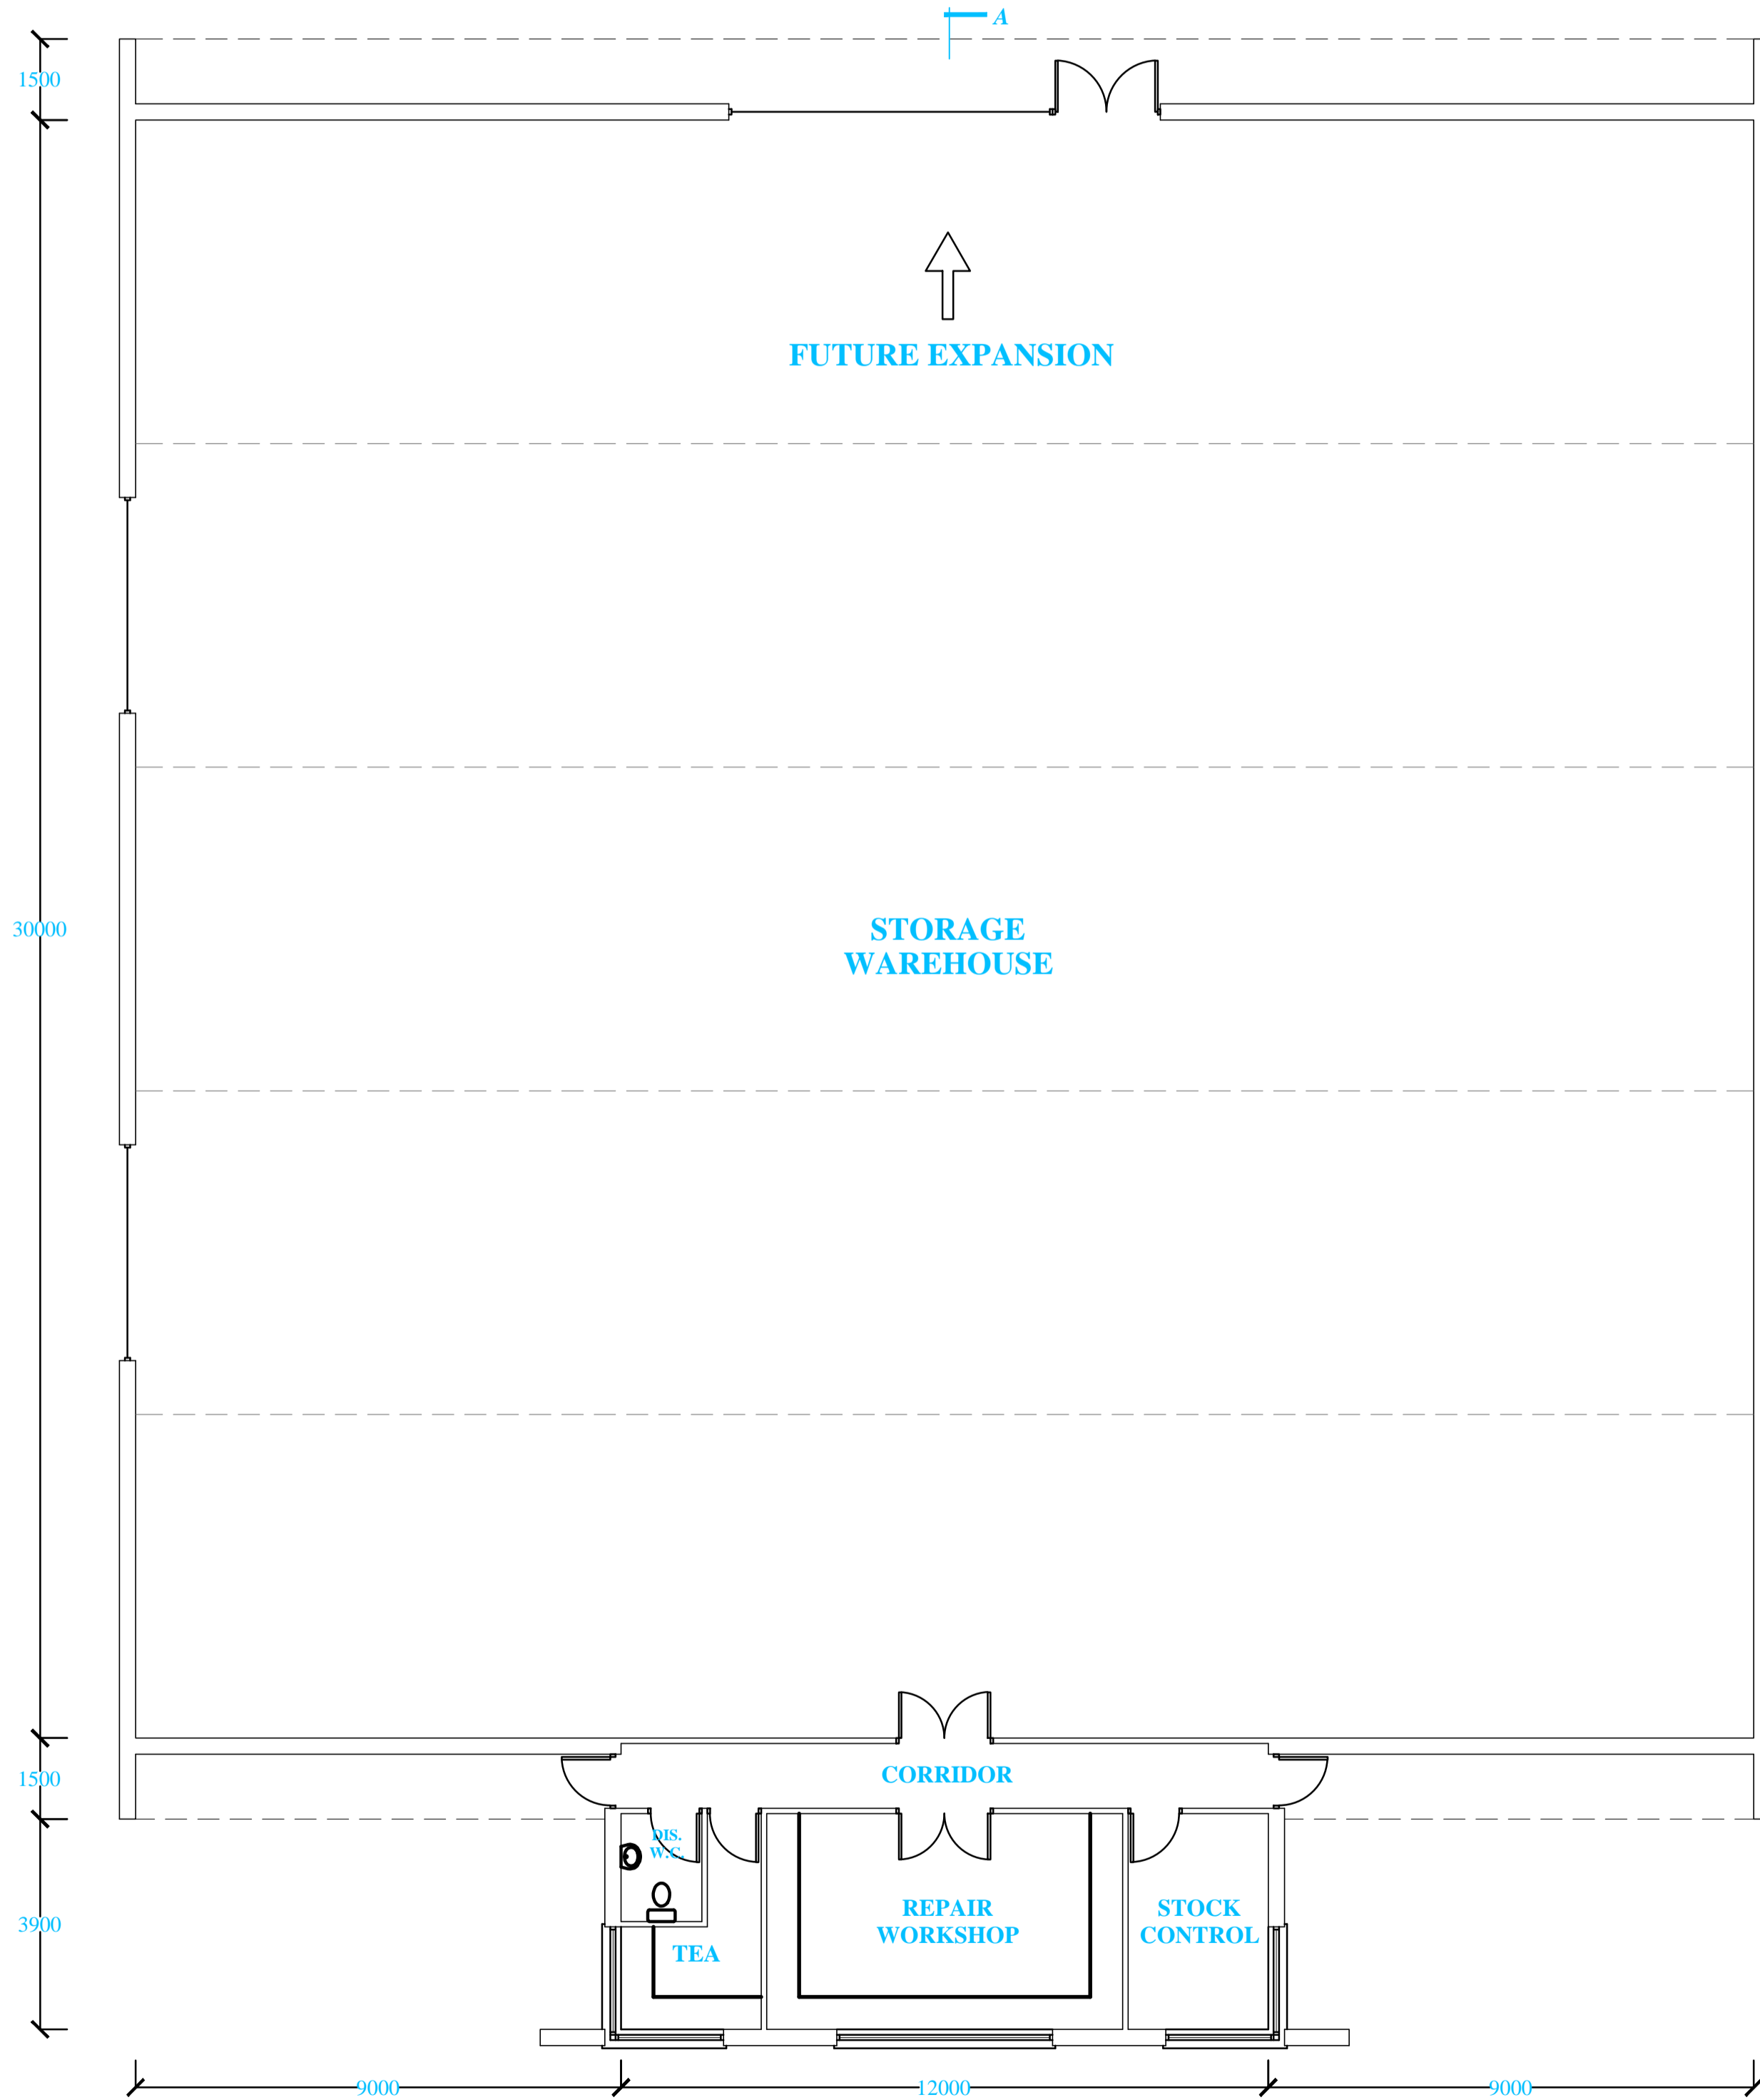 A
1500
FUTURE EXPANSION
30000
STORAGE
WAREHOUSE
CORRIDOR
1500
DIS.
W.C.
REPAIR
WORKSHOP
STOCK
CONTROL
3900
TEA
9000
12000
9000